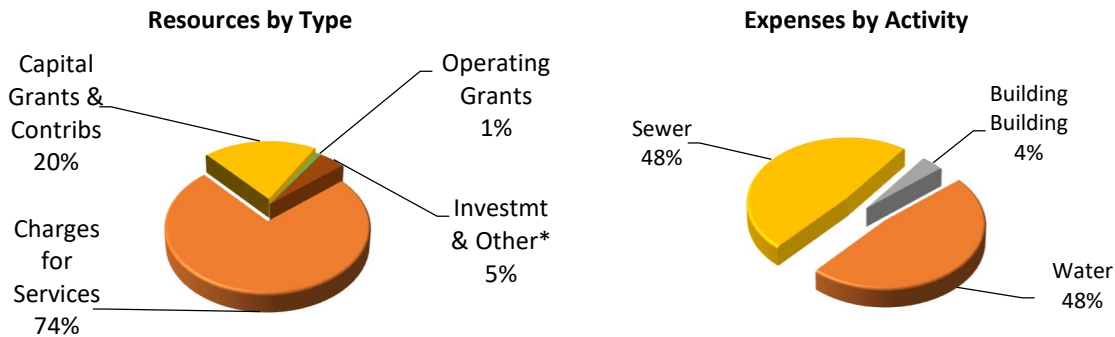 Resources by Type
Capital
Grants &
Contribs
20%
Operating
Grants
1%
Charges
for
Services
74%
Investmt
& Other*
5%
Expenses by Activity
Sewer
48%
Building
Building
4%
Water
48%